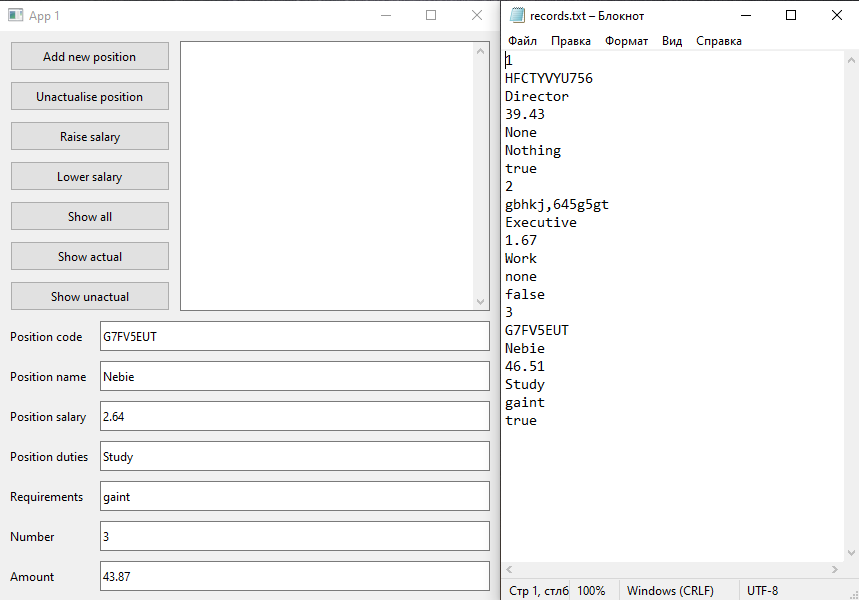 App 1
Add new position
Unactualise position
Raise salary
Lower salary
Show all
Show actual
Show unactual
Position code G7FV5EUT
Position name Nebie
Position salary 2.64
Position duties Study
Requirements gaint
Number 3
Amount 43.87
records.txt – Блокнот
Файл Правка Формат Вид Справка
1
HFCTYVYU756
Director
39.43
None
Nothing
true
2
gbhkj,645g5gt
Executive
1.67
Work
none
false
3
G7FV5EUT
Nebie
46.51
Study
gaint
true
Стр 1, стлб 100% Windows (CRLF) UTF-8